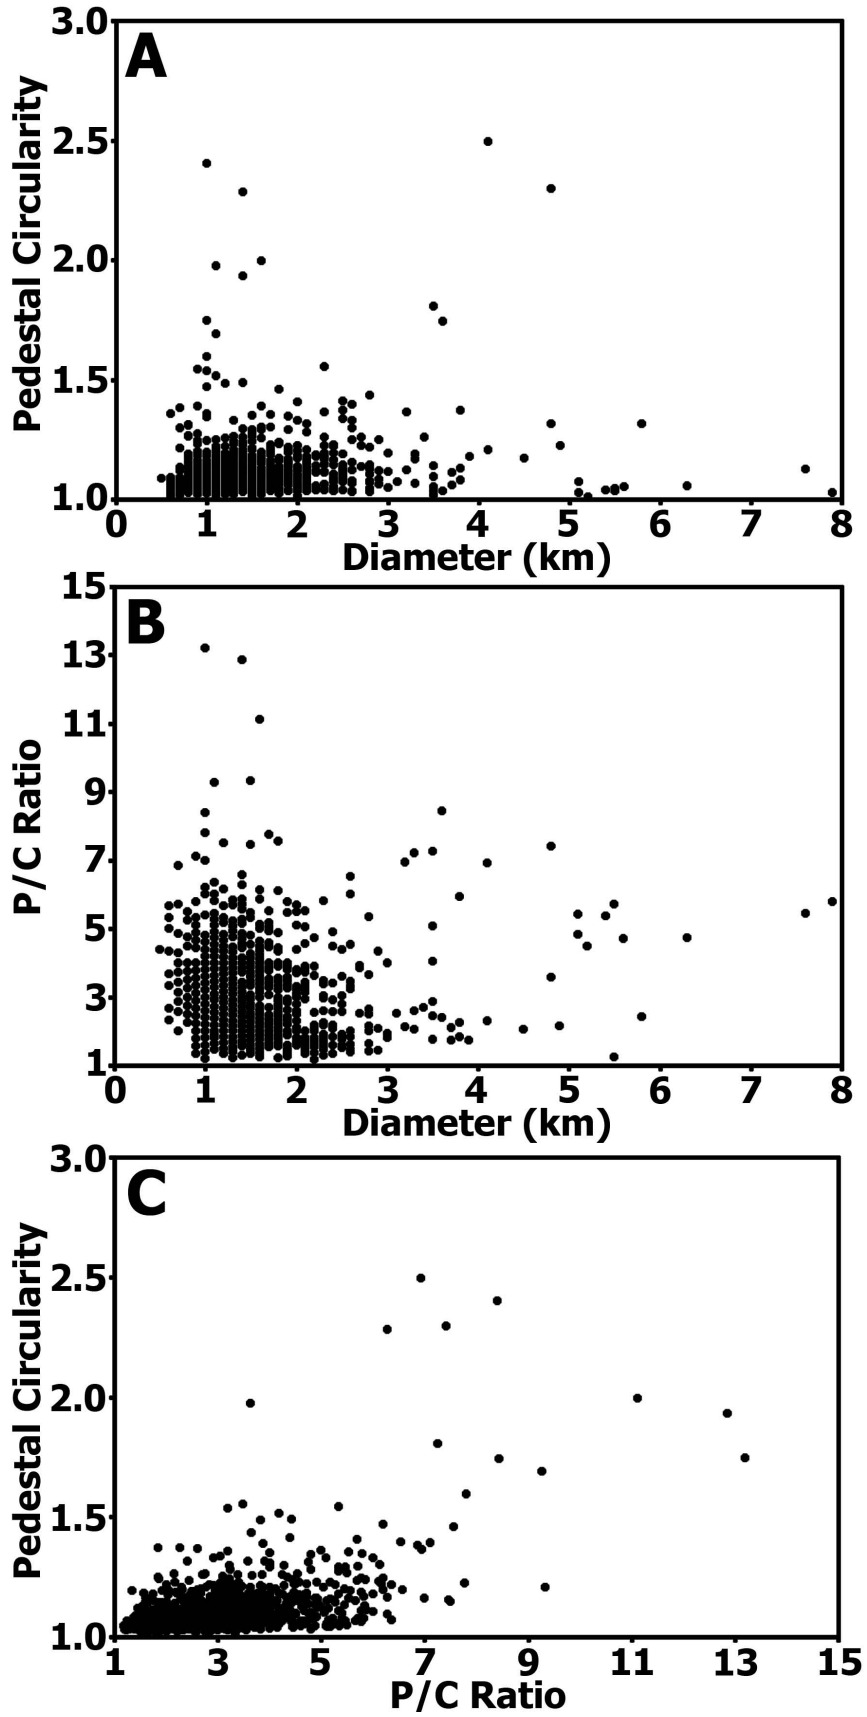 A
Pedestal Circularity
3.0
2.5
2.0
1.5
1.0
0 1 2 3 4 5 6 7 8
Diameter (km)
B
P/C Ratio
15
13
11
9
7
5
3
1
0 1 2 3 4 5 6 7 8
Diameter (km)
C
Pedestal Circularity
3.0
2.5
2.0
1.5
1.0
1 3 5 7 9 11 13 15
P/C Ratio